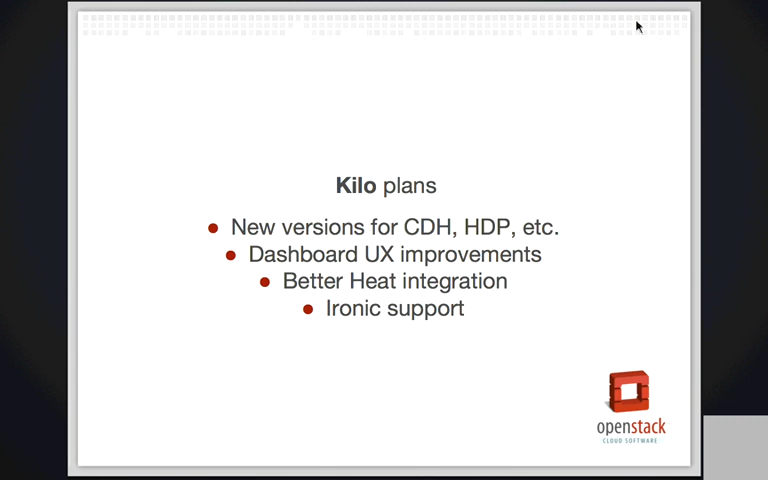 Kilo plans
New versions for CDH, HDP, etc.
Dashboard UX improvements
Better Heat integration
Ironic support
openstack
CLOUD SOFTWARE